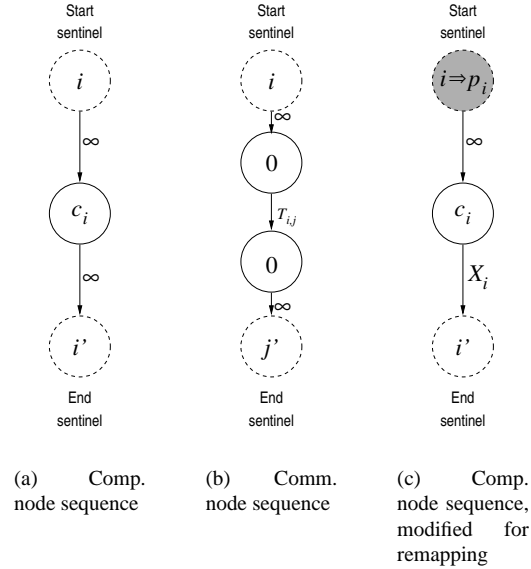 Start
sentinel
Start
sentinel
Start
sentinel
i
i
i⇒p_i
∞
∞
∞
0
c_i
T_{i,j}
c_i
∞
0
X_i
∞
i'
j'
i'
End
sentinel
End
sentinel
End
sentinel
(a) Comp.
node sequence
(b) Comm.
node sequence
(c) Comp.
node sequence,
modified for
remapping